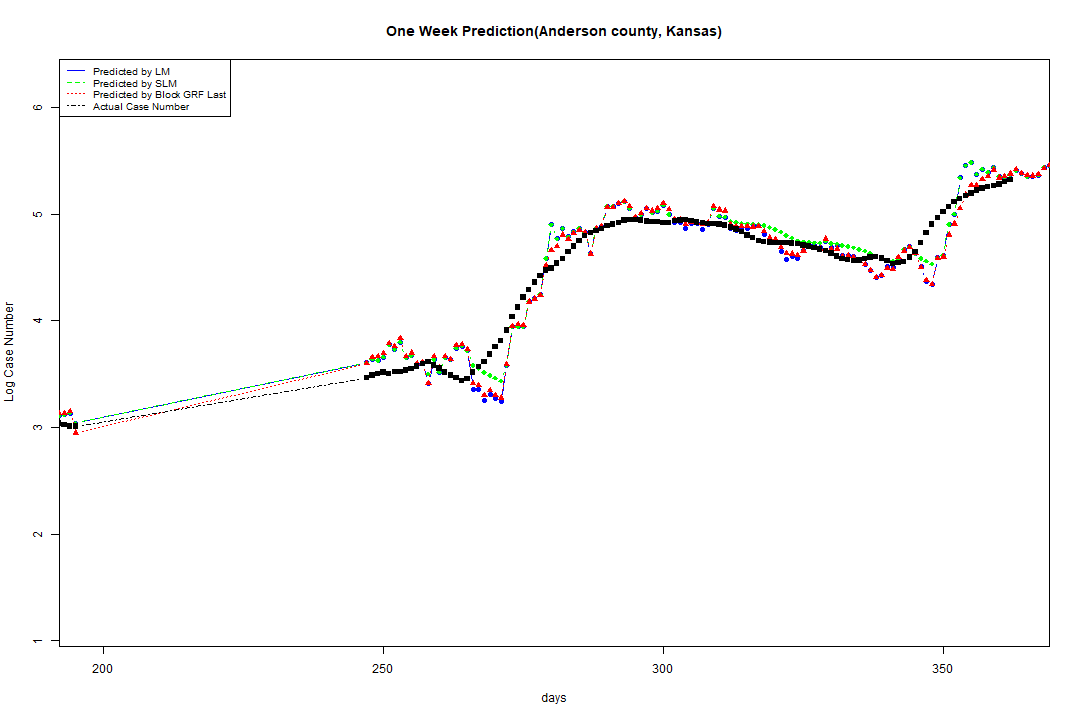 One Week Prediction(Anderson county, Kansas)
Predicted by LM
Predicted by SLM
Predicted by Block GRF Last
Actual Case Number
6
5
4
3
2
1
Log Case Number
200
250
300
350
days